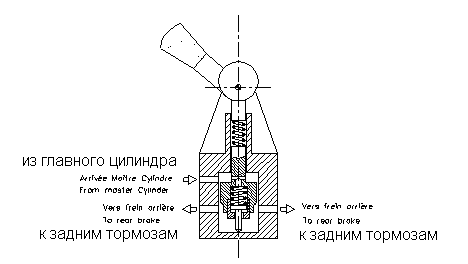 из главного цилиндра
Arrivée Maître Cylindre
From master Cylinder
Vers frein arrière
To rear brake
к задним тормозам
Vers frein arrière
To rear brake
к задним тормозам